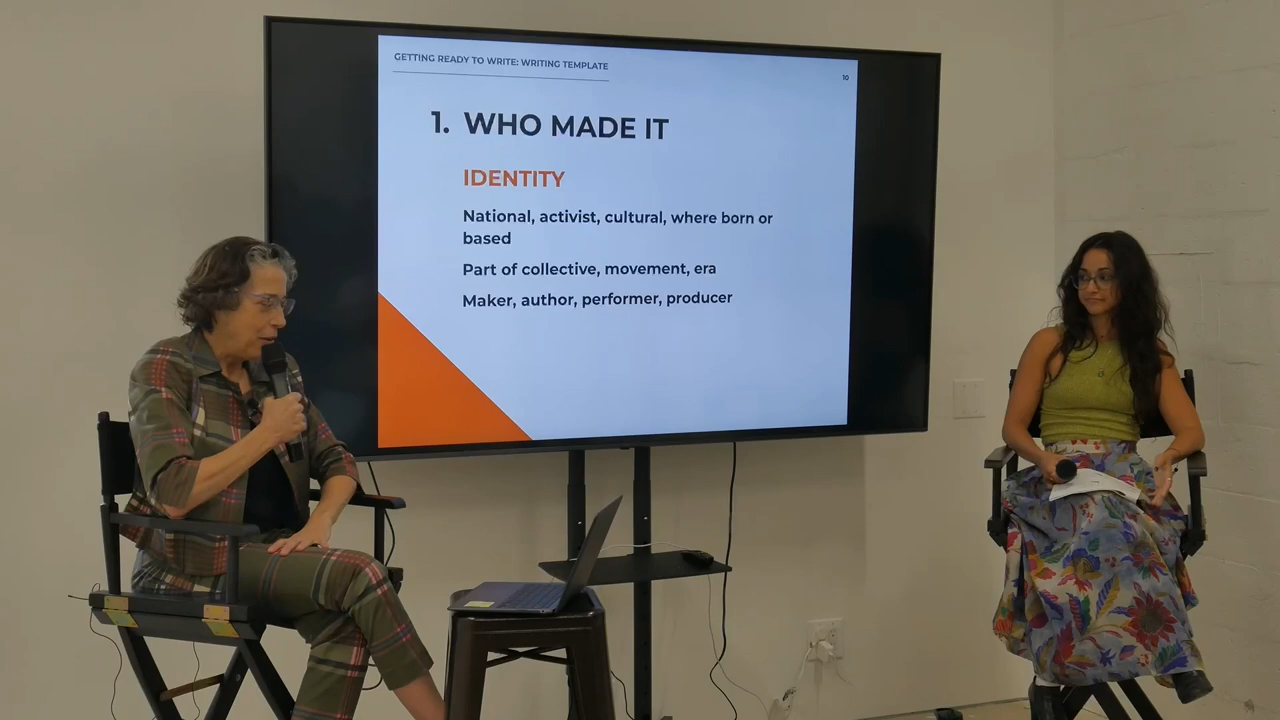 GETTING READY TO WRITE: WRITING TEMPLATE
10
1. WHO MADE IT
IDENTITY
National, activist, cultural, where born or
based
Part of collective, movement, era
Maker, author, performer, producer